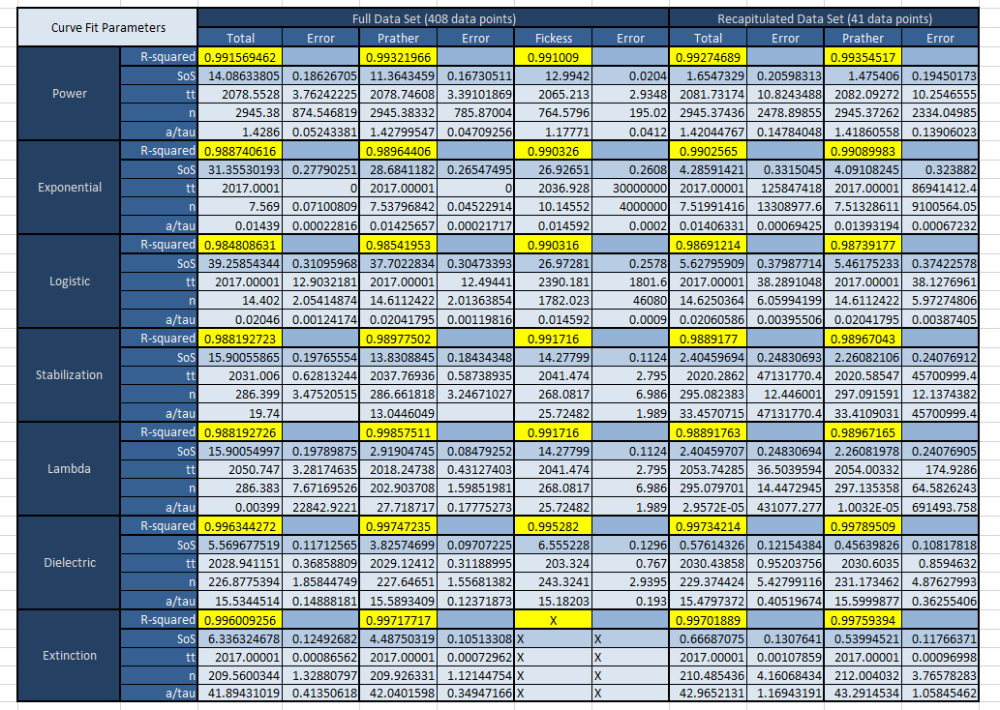 Curve Fit Parameters Full Data Set (408 data points) Recapitulated Data Set (41 data points)
Total Error Prather Error Fickess Error Total Error Prather Error
Power
R-squared 0.991569462 0.99321966 0.991009 0.99274689 0.99354517
SoS 14.08633805 0.18626705 11.3643459 0.16730511 12.9942 0.0204 1.6547329 0.20598313 1.475406 0.19450173
tt 2078.5528 3.76242225 2078.74608 3.39101869 2065.213 2.9348 2081.73174 10.8243488 2082.09272 10.2546555
n 2945.38 874.546819 2945.38332 785.87004 764.5796 195.02 2945.37436 2478.89855 2945.37262 2334.04985
a/tau 1.4286 0.05243381 1.42799547 0.04709256 1.17771 0.0412 1.42044767 0.14784048 1.41860558 0.13906023
Exponential
R-squared 0.988740616 0.98964406 0.990326 0.9902565 0.99089983
SoS 31.35530193 0.27790251 28.6841182 0.26547495 26.92651 0.2608 4.28591421 0.3315045 4.09108245 0.323882
tt 2017.0001 0 2017.00001 0 2036.928 30000000 2017.00001 125847418 2017.00001 86941412.4
n 7.569 0.07100809 7.53796842 0.04522914 10.14552 4000000 7.51991416 13308977.6 7.51328611 9100564.05
a/tau 0.01439 0.00022816 0.01425657 0.00021717 0.014592 0.0002 0.01406331 0.00069425 0.01393194 0.00067232
Logistic
R-squared 0.984808631 0.98541953 0.990316 0.98691214 0.98739177
SoS 39.25854344 0.31095968 37.7022834 0.30473393 26.97281 0.2578 5.62795909 0.37987714 5.46175233 0.37422578
tt 2017.00001 12.9032181 2017.00001 12.49441 2390.181 1801.6 2017.00001 38.2891048 2017.00001 38.1276961
n 14.402 2.05414874 14.6112422 2.01363854 1782.023 46080 14.6250364 6.05994199 14.6112422 5.97274806
a/tau 0.02046 0.00124174 0.02041795 0.00119816 0.014592 0.0009 0.02060586 0.00395506 0.02041795 0.00387405
Stabilization
R-squared 0.988192723 0.98977502 0.991716 0.9889177 0.98967043
SoS 15.90055865 0.19765554 13.8308845 0.18434348 14.27799 0.1124 2.40459694 0.24830693 2.26082106 0.24076912
tt 2031.006 0.62813244 2037.76936 0.58738935 2041.474 2.795 2020.2862 47131770.4 2020.58547 45700999.4
n 286.399 3.47520515 286.661818 3.24671027 268.0817 6.986 295.082383 12.446001 297.091591 12.1374382
a/tau 19.74 13.0446049 25.72482 1.989 33.4570715 47131770.4 33.4109031 45700999.4
Lambda
R-squared 0.988192726 0.99857511 0.991716 0.98891763 0.98967165
SoS 15.90054997 0.19789875 2.91904745 0.08479252 14.27799 0.1124 2.40459707 0.24830694 2.26081978 0.24076905
tt 2050.747 3.28174635 2018.24738 0.43127403 2041.474 2.795 2053.74285 36.5039594 2054.00332 174.9286
n 286.383 7.67169526 202.903708 1.59851981 268.0817 6.986 295.079701 14.4472945 297.135358 64.5826243
a/tau 0.00399 22842.9221 27.718717 0.17775273 25.72482 1.989 2.9572E-05 431077.277 1.0032E-05 691493.758
Dielectric
R-squared 0.996344272 0.99747235 0.995282 0.99734214 0.99789509
SoS 5.569677519 0.11712565 3.82574699 0.09707225 6.555228 0.1296 0.57614326 0.12154384 0.45639826 0.10817818
tt 2028.941151 0.36858809 2029.12412 0.31188995 203.324 0.767 2030.43858 0.95203756 2030.6035 0.8594632
n 226.8775394 1.85844749 227.64651 1.55681382 243.3241 2.9395 229.374424 5.42799116 231.173462 4.87627993
a/tau 15.5344514 0.14888181 15.5893409 0.12371873 15.18203 0.193 15.4797372 0.40519674 15.5999877 0.36255406
Extinction
R-squared 0.996009256 0.99717717 X 0.99701889 0.99759394
SoS 6.336324678 0.12492682 4.48750319 0.10513308 X X 0.66687075 0.1307641 0.53994521 0.11766371
tt 2017.00001 0.00086562 2017.00001 0.00072962 X X 2017.00001 0.00107859 2017.00001 0.00096998
n 209.5600344 1.32880797 209.926331 1.12144754 X X 210.485436 4.16068434 212.004032 3.76578283
a/tau 41.89431019 0.41350618 42.0401598 0.34947166 X X 42.9652131 1.16943191 43.2914534 1.05845462